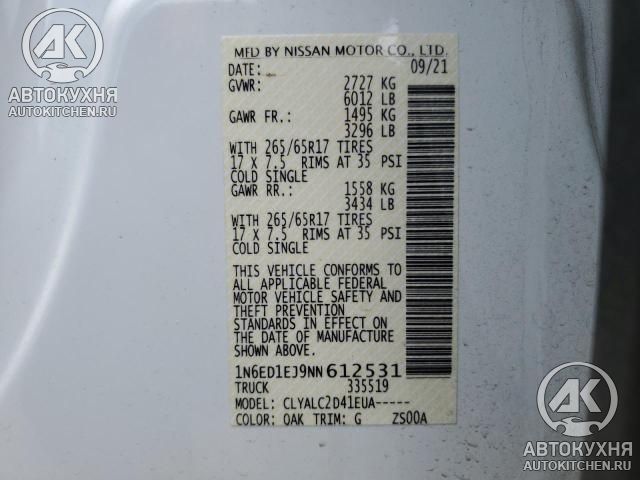 MFD BY NISSAN MOTOR CO., LTD.
DATE: 09/21
GVWR: 2727 KG
6012 LB
GAWR FR.: 1495 KG
3296 LB
WITH 265/65R17 TIRES
17 X 7.5 RIMS AT 35 PSI
COLD SINGLE
GAWR RR.: 1558 KG
3434 LB
WITH 265/65R17 TIRES
17 X 7.5 RIMS AT 35 PSI
COLD SINGLE
THIS VEHICLE CONFORMS TO
ALL APPLICABLE FEDERAL
MOTOR VEHICLE SAFETY AND
THEFT PREVENTION
STANDARDS IN EFFECT ON
THE DATE OF MANUFACTURE
SHOWN ABOVE.
1N6ED1EJ9NN612531
TRUCK 335519
MODEL: CLYALC2D41EUA-----
COLOR: QAK TRIM: G ZS00A
АК
АВТОКУХНЯ
AUTOKITCHEN.RU
АК
АВТОКУХНЯ
AUTOKITCHEN.RU